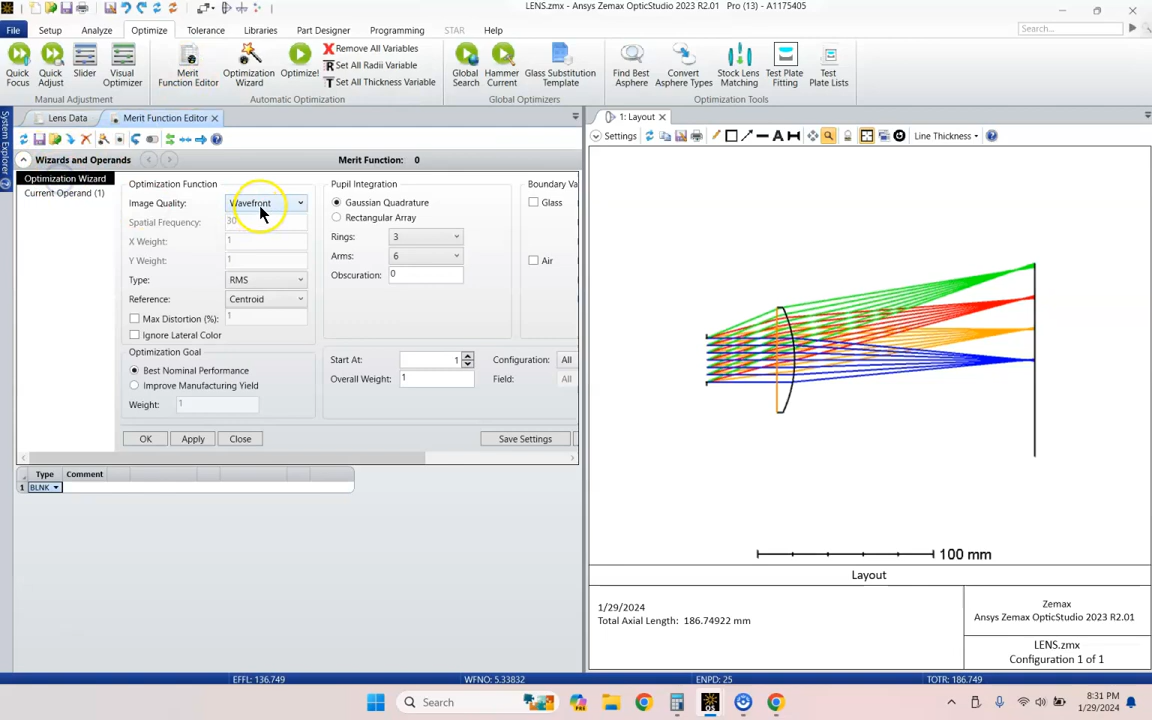 LENS.zmx - Ansys Zemax OpticStudio 2023 R2.01 Pro (13) - A1175405
File Setup Analyze Optimize Tolerance Libraries Part Designer Programming STAR Help Search...
Quick Focus
Quick Adjust
Slider
Visual Optimizer
Manual Adjustment
Merit Function Editor
Optimization Wizard
Optimize!
Remove All Variables
Set All Radii Variable
Set All Thickness Variable
Automatic Optimization
Global Search
Hammer Current
Glass Substitution Template
Global Optimizers
Find Best Asphere
Convert Asphere Types
Stock Lens Matching
Test Plate Fitting
Test Plate Lists
Optimization Tools
System Explorer
Lens Data
Merit Function Editor
Wizards and Operands
Merit Function: 0
Optimization Wizard
Current Operand (1)
Optimization Function
Image Quality: Wavefront
Spatial Frequency: 30
X Weight: 1
Y Weight: 1
Type: RMS
Reference: Centroid
Max Distortion (%): 1
Ignore Lateral Color
Optimization Goal
Best Nominal Performance
Improve Manufacturing Yield
Weight: 1
Pupil Integration
Gaussian Quadrature
Rectangular Array
Rings: 3
Arms: 6
Obscuration: 0
Boundary Va
Glass
Air
Start At: 1
Overall Weight: 1
Configuration: All
Field: All
OK Apply Close Save Settings
Type Comment
1 BLNK
1: Layout
Settings
Line Thickness
100 mm
Layout
1/29/2024
Total Axial Length: 186.74922 mm
Zemax
Ansys Zemax OpticStudio 2023 R2.01
LENS.zmx
Configuration 1 of 1
EFFL: 136.749 WFNO: 5.33832 ENPD: 25 TOTR: 186.749
Search
8:31 PM
1/29/2024